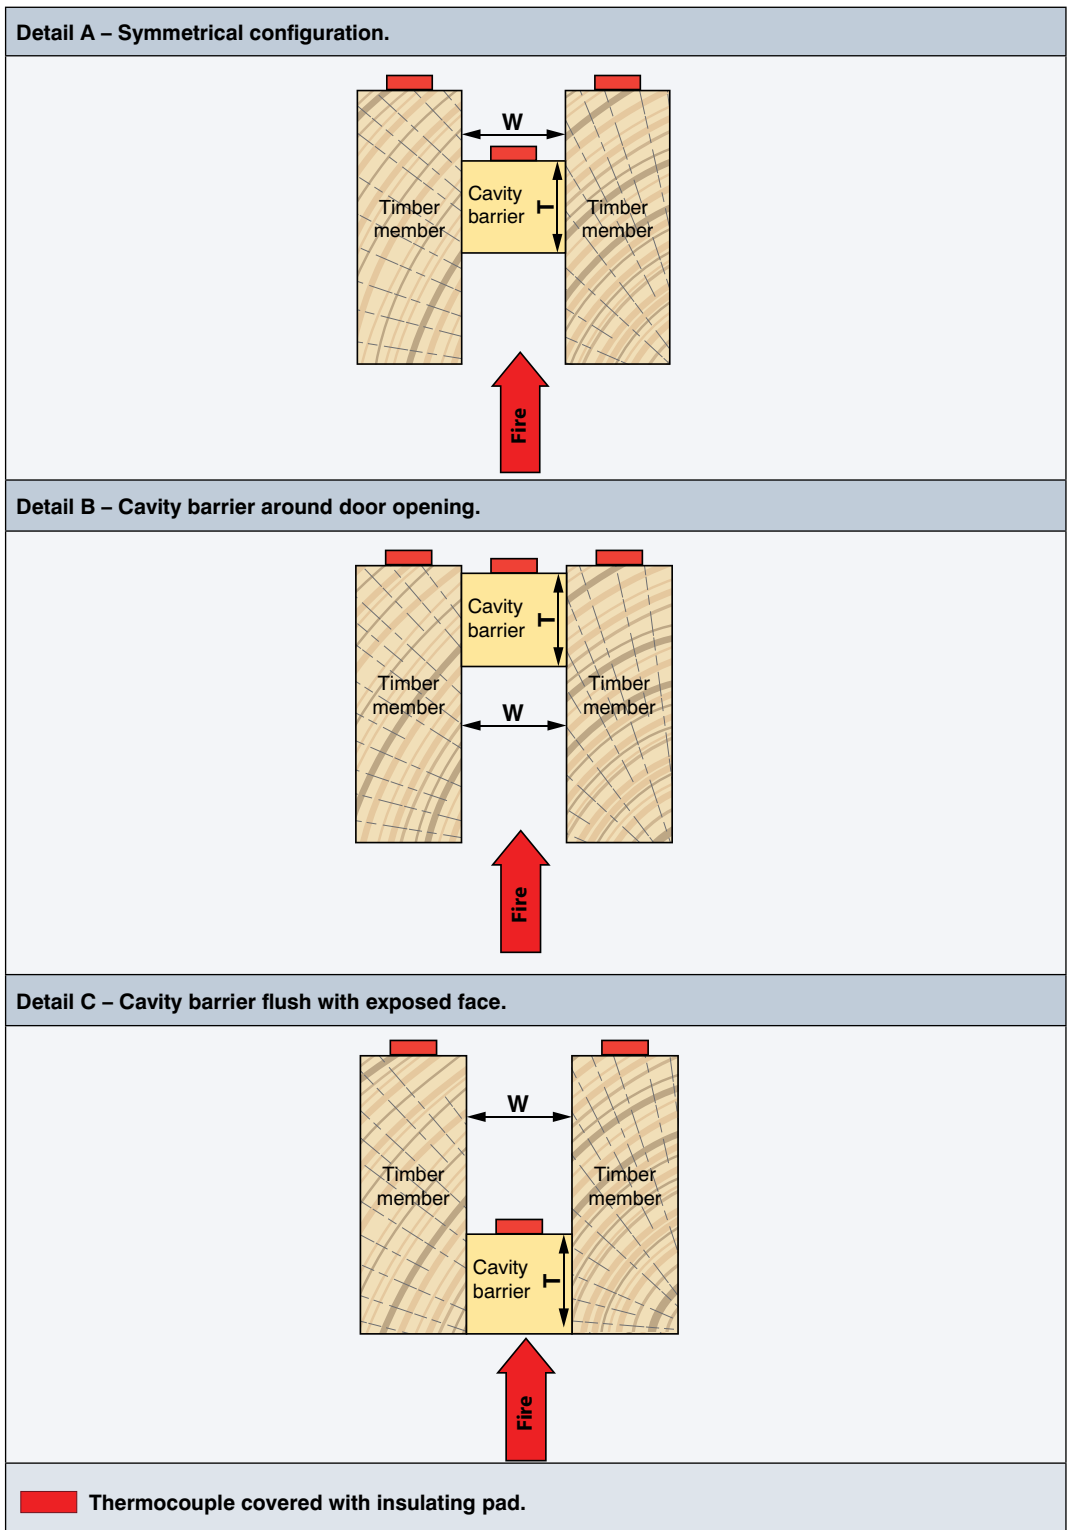 Detail A – Symmetrical configuration.
W
Cavity
barrier
T
Timber
member
Timber
member
Fire
Detail B – Cavity barrier around door opening.
Cavity
barrier
T
Timber
member
Timber
member
W
Fire
Detail C – Cavity barrier flush with exposed face.
W
Timber
member
Timber
member
Cavity
barrier
T
Fire
Thermocouple covered with insulating pad.